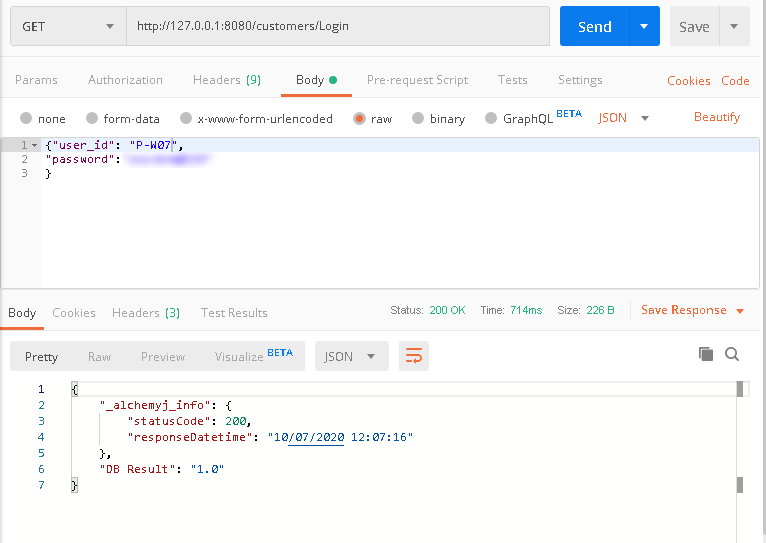 GET http://127.0.0.1:8080/customers/Login Send Save
Params Authorization Headers (9) Body Pre-request Script Tests Settings Cookies Code
none form-data x-www-form-urlencoded raw binary GraphQL BETA JSON Beautify
1 {"user_id": "P-W07",
2 "password":
3 }
Body Cookies Headers (3) Test Results Status: 200 OK Time: 714ms Size: 226 B Save Response
Pretty Raw Preview Visualize BETA JSON
1 {
2 "_alchemyj_info": {
3 "statusCode": 200,
4 "responseDatetime": "10/07/2020 12:07:16"
5 },
6 "DB Result": "1.0"
7 }